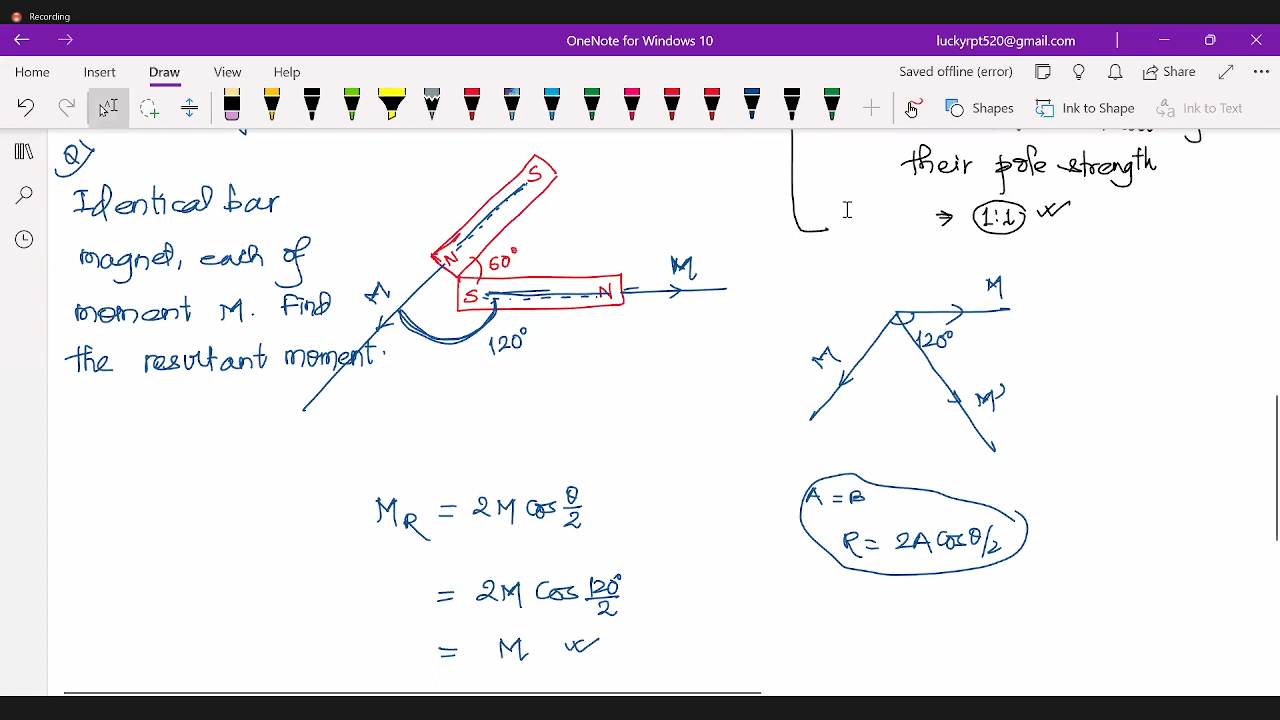 Recording
OneNote for Windows 10
luckyrpt520@gmail.com
Home Insert Draw View Help
Saved offline (error)
Share
Shapes
Ink to Shape
Ink to Text
Q)
Identical bar
magnet, each of
moment M. Find
the resultant moment.
S
N
60°
S
N
M
M
120°
their pole strength
⇒ 1:1
M
120°
M
M'
M_R = 2M cos θ/2
= 2M cos 120°/2
= M
A = B
R = 2A cos θ/2